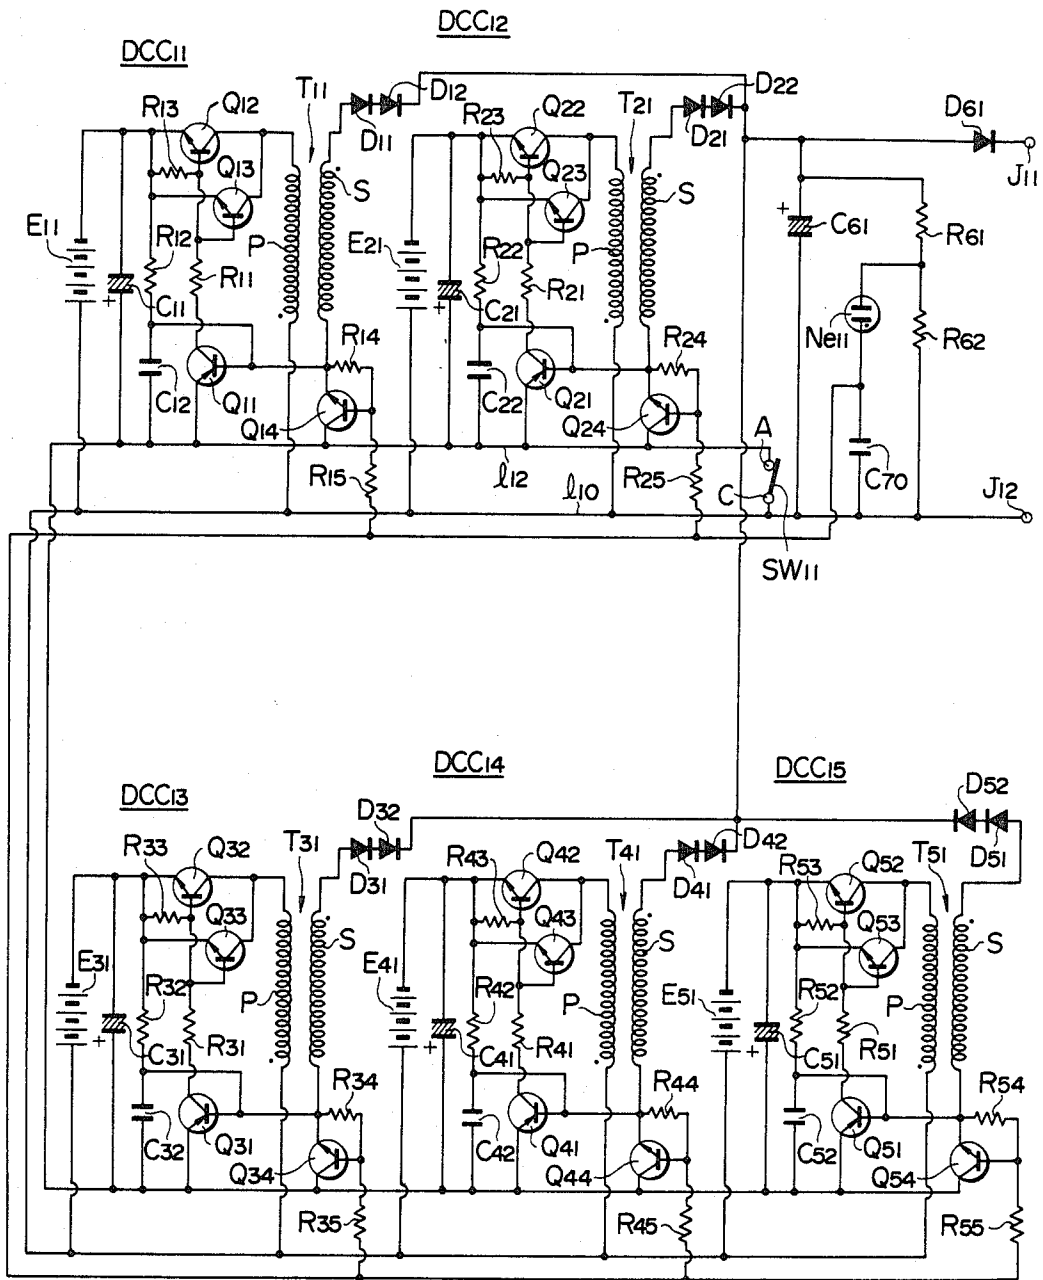 DCC11
DCC12
R13
Q12
T11
D12
D11
R23
Q22
T21
D22
D21
D61
J11
Q13
S
Q23
S
E11
R12
P
R11
C11
E21
R22
P
R21
C21
C61
R61
Ne11
R62
R14
R24
C12
Q11
Q14
C22
Q21
Q24
A
R15
l12
l10
R25
C
C70
J12
SW11
DCC13
DCC14
DCC15
R33
Q32
T31
D32
D31
R43
Q42
T41
D42
D41
R53
Q52
T51
D52
D51
Q33
S
Q43
S
Q53
S
E31
R32
P
R31
C31
E41
R42
P
R41
C41
E51
R52
P
R51
C51
R34
R44
R54
C32
Q31
Q34
C42
Q41
Q44
C52
Q51
Q54
R35
R45
R55